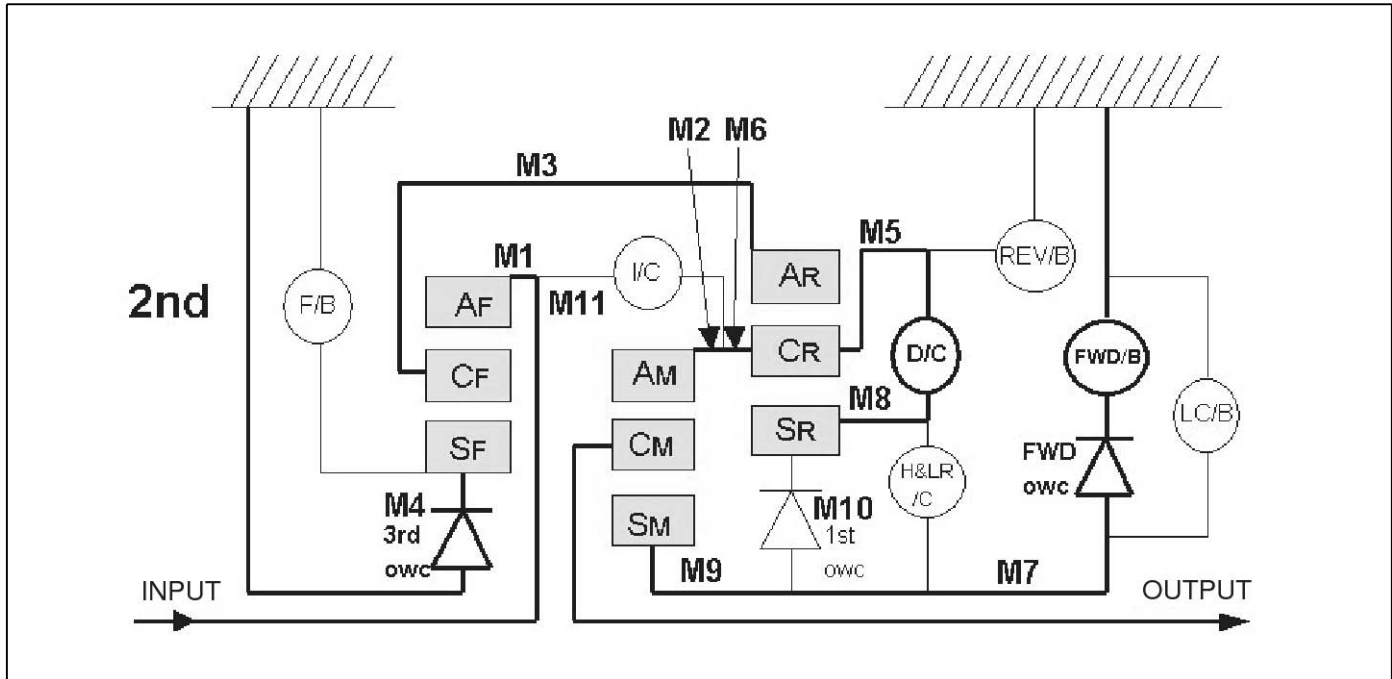 M2 M6
M3
M5
M1
I/C
AR
REV/B
2nd
F/B
AF
M11
CR
D/C
FWD/B
CF
AM
M8
LC/B
SF
CM
SR
H&LR
/C
FWD
owc
M4
3rd
owc
SM
M10
1st
owc
M9
M7
INPUT
OUTPUT